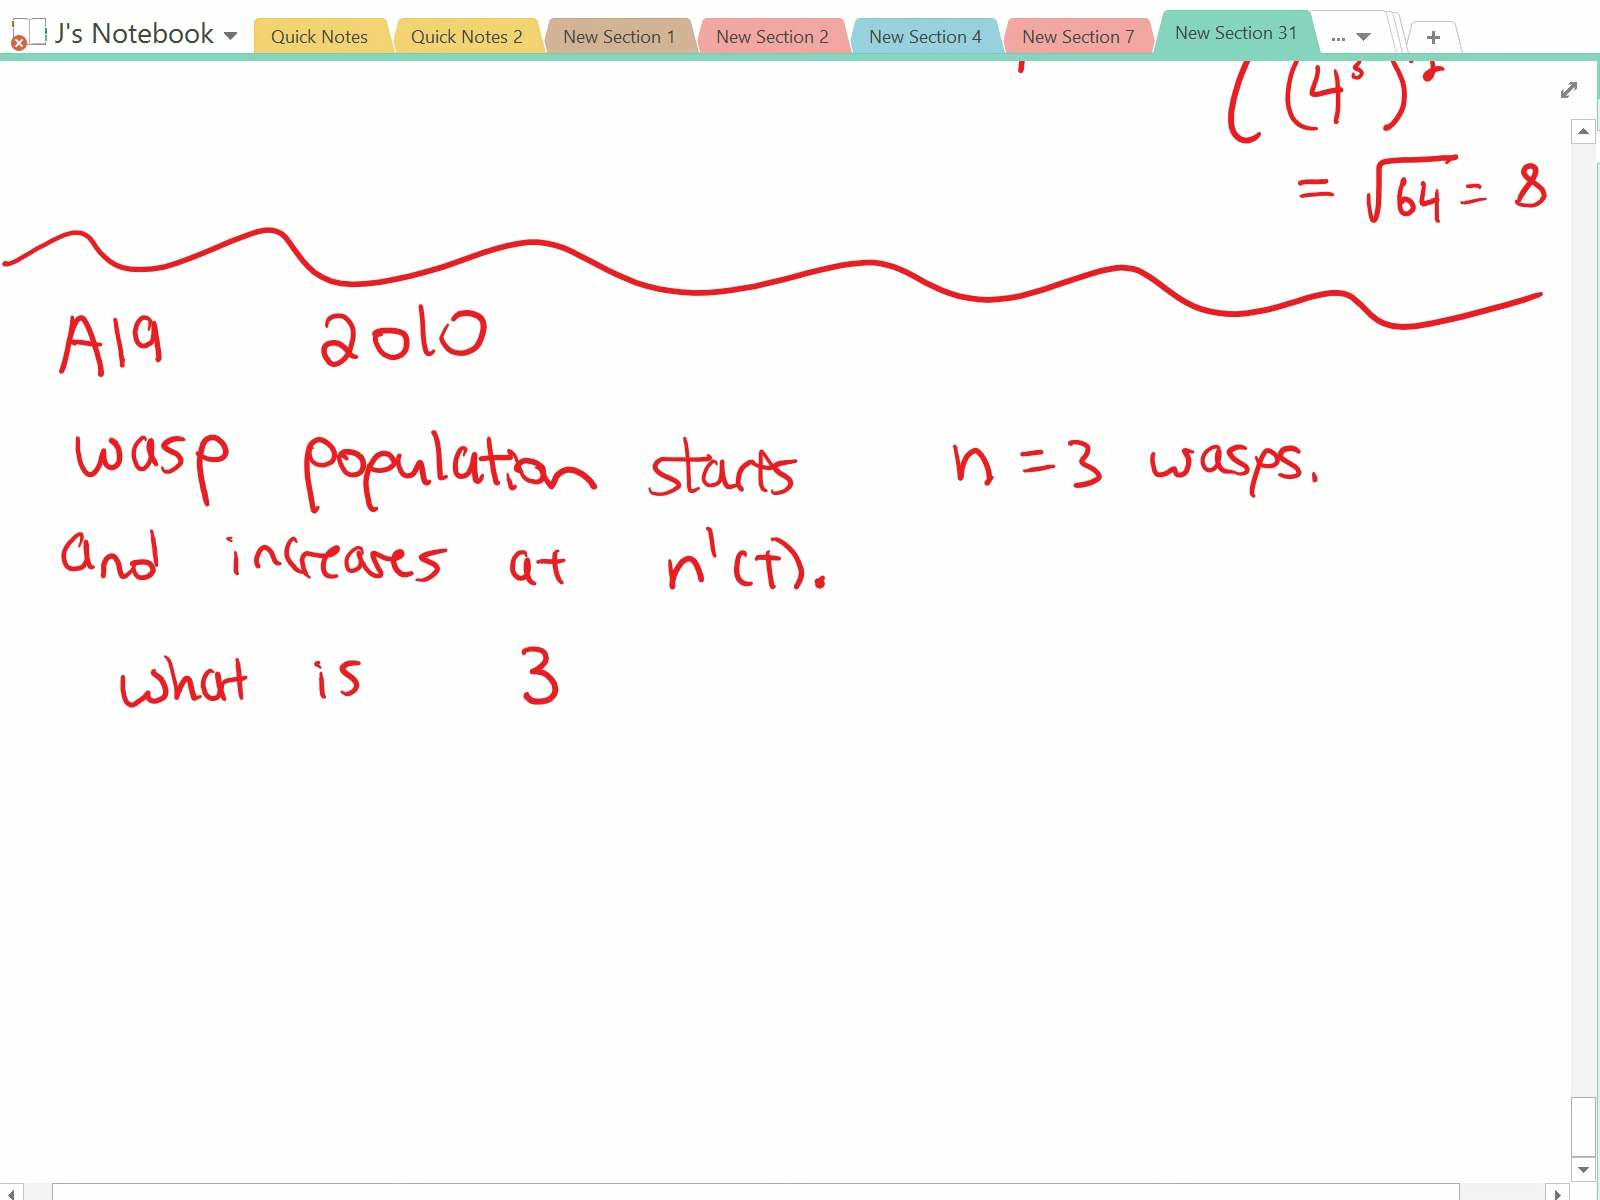 J's Notebook
Quick Notes
Quick Notes 2
New Section 1
New Section 2
New Section 4
New Section 7
New Section 31
...
+
((4³)
= √64 = 8
A19 2010
wasp population starts n = 3 wasps.
and increases at n'(t).
what is 3